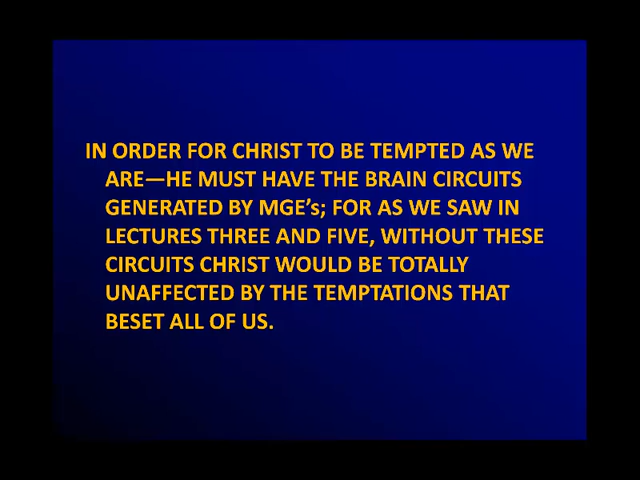 IN ORDER FOR CHRIST TO BE TEMPTED AS WE
ARE—HE MUST HAVE THE BRAIN CIRCUITS
GENERATED BY MGE's; FOR AS WE SAW IN
LECTURES THREE AND FIVE, WITHOUT THESE
CIRCUITS CHRIST WOULD BE TOTALLY
UNAFFECTED BY THE TEMPTATIONS THAT
BESET ALL OF US.